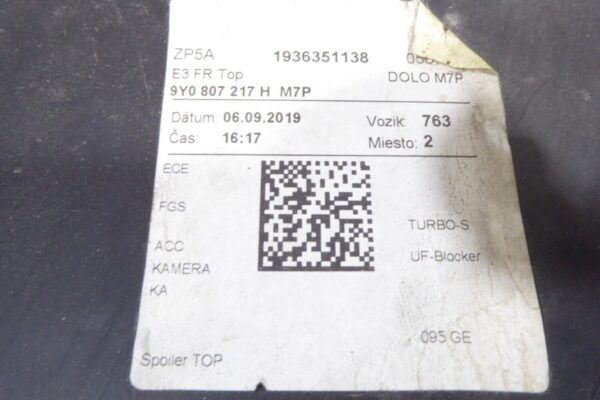 ZP5A 1936351138
E3 FR Top DOLO M7P
9Y0 807 217 H M7P
Dátum: 06.09.2019 Vozik: 763
Čas: 16:17 Miesto: 2
ECE
FGS
TURBO-S
ACC
UF-Blocker
KAMERA
KA
095 GE
Spoiler TOP